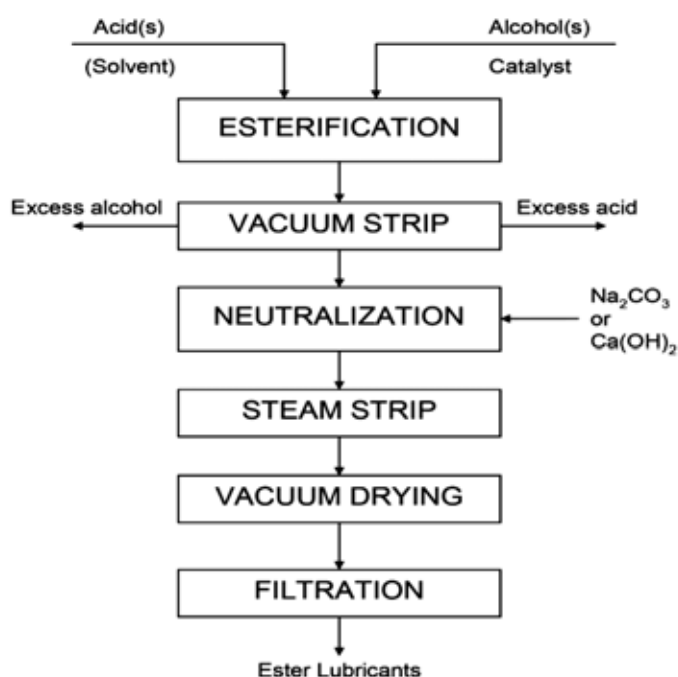 Acid(s)
Alcohol(s)
(Solvent)
Catalyst
ESTERIFICATION
Excess alcohol
VACUUM STRIP
Excess acid
NEUTRALIZATION
Na₂CO₃
or
Ca(OH)₂
STEAM STRIP
VACUUM DRYING
FILTRATION
Ester Lubricants